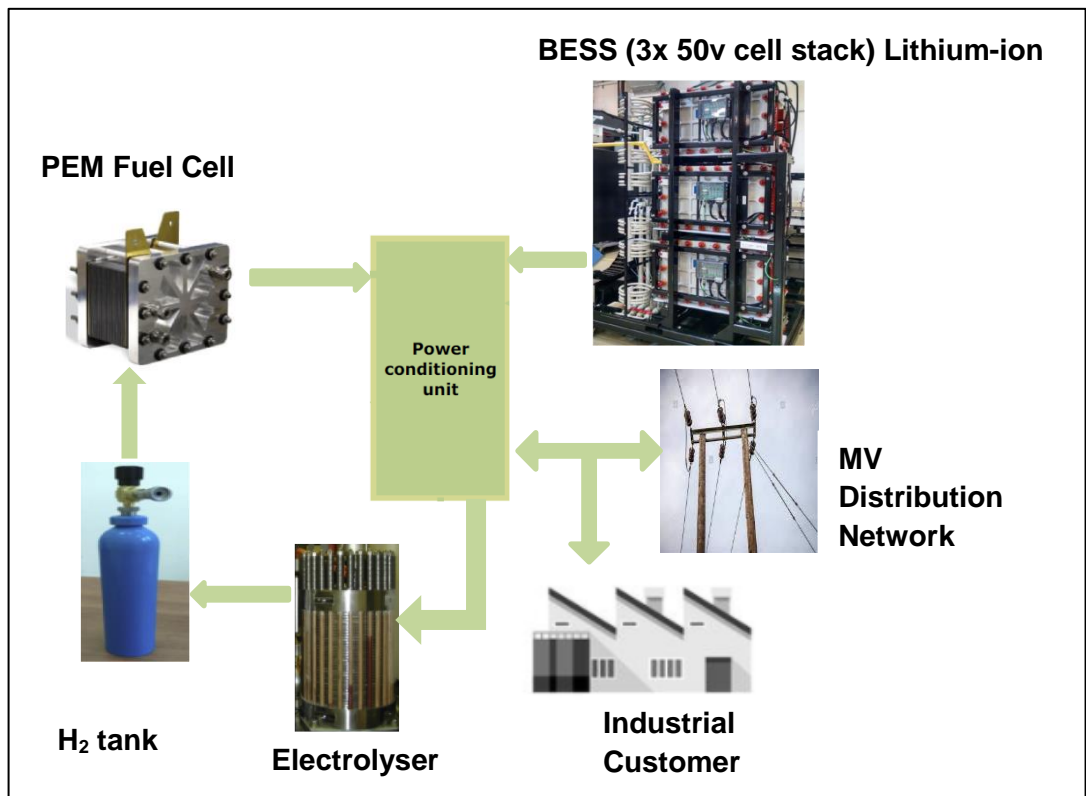 BESS (3x 50v cell stack) Lithium-ion
PEM Fuel Cell
Power
conditioning
unit
MV
Distribution
Network
H₂ tank
Electrolyser
Industrial
Customer